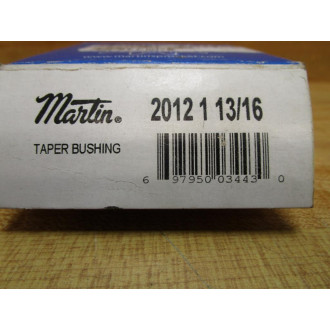 Martin®
2012 1 13/16
TAPER BUSHING
6 97950 03443 0